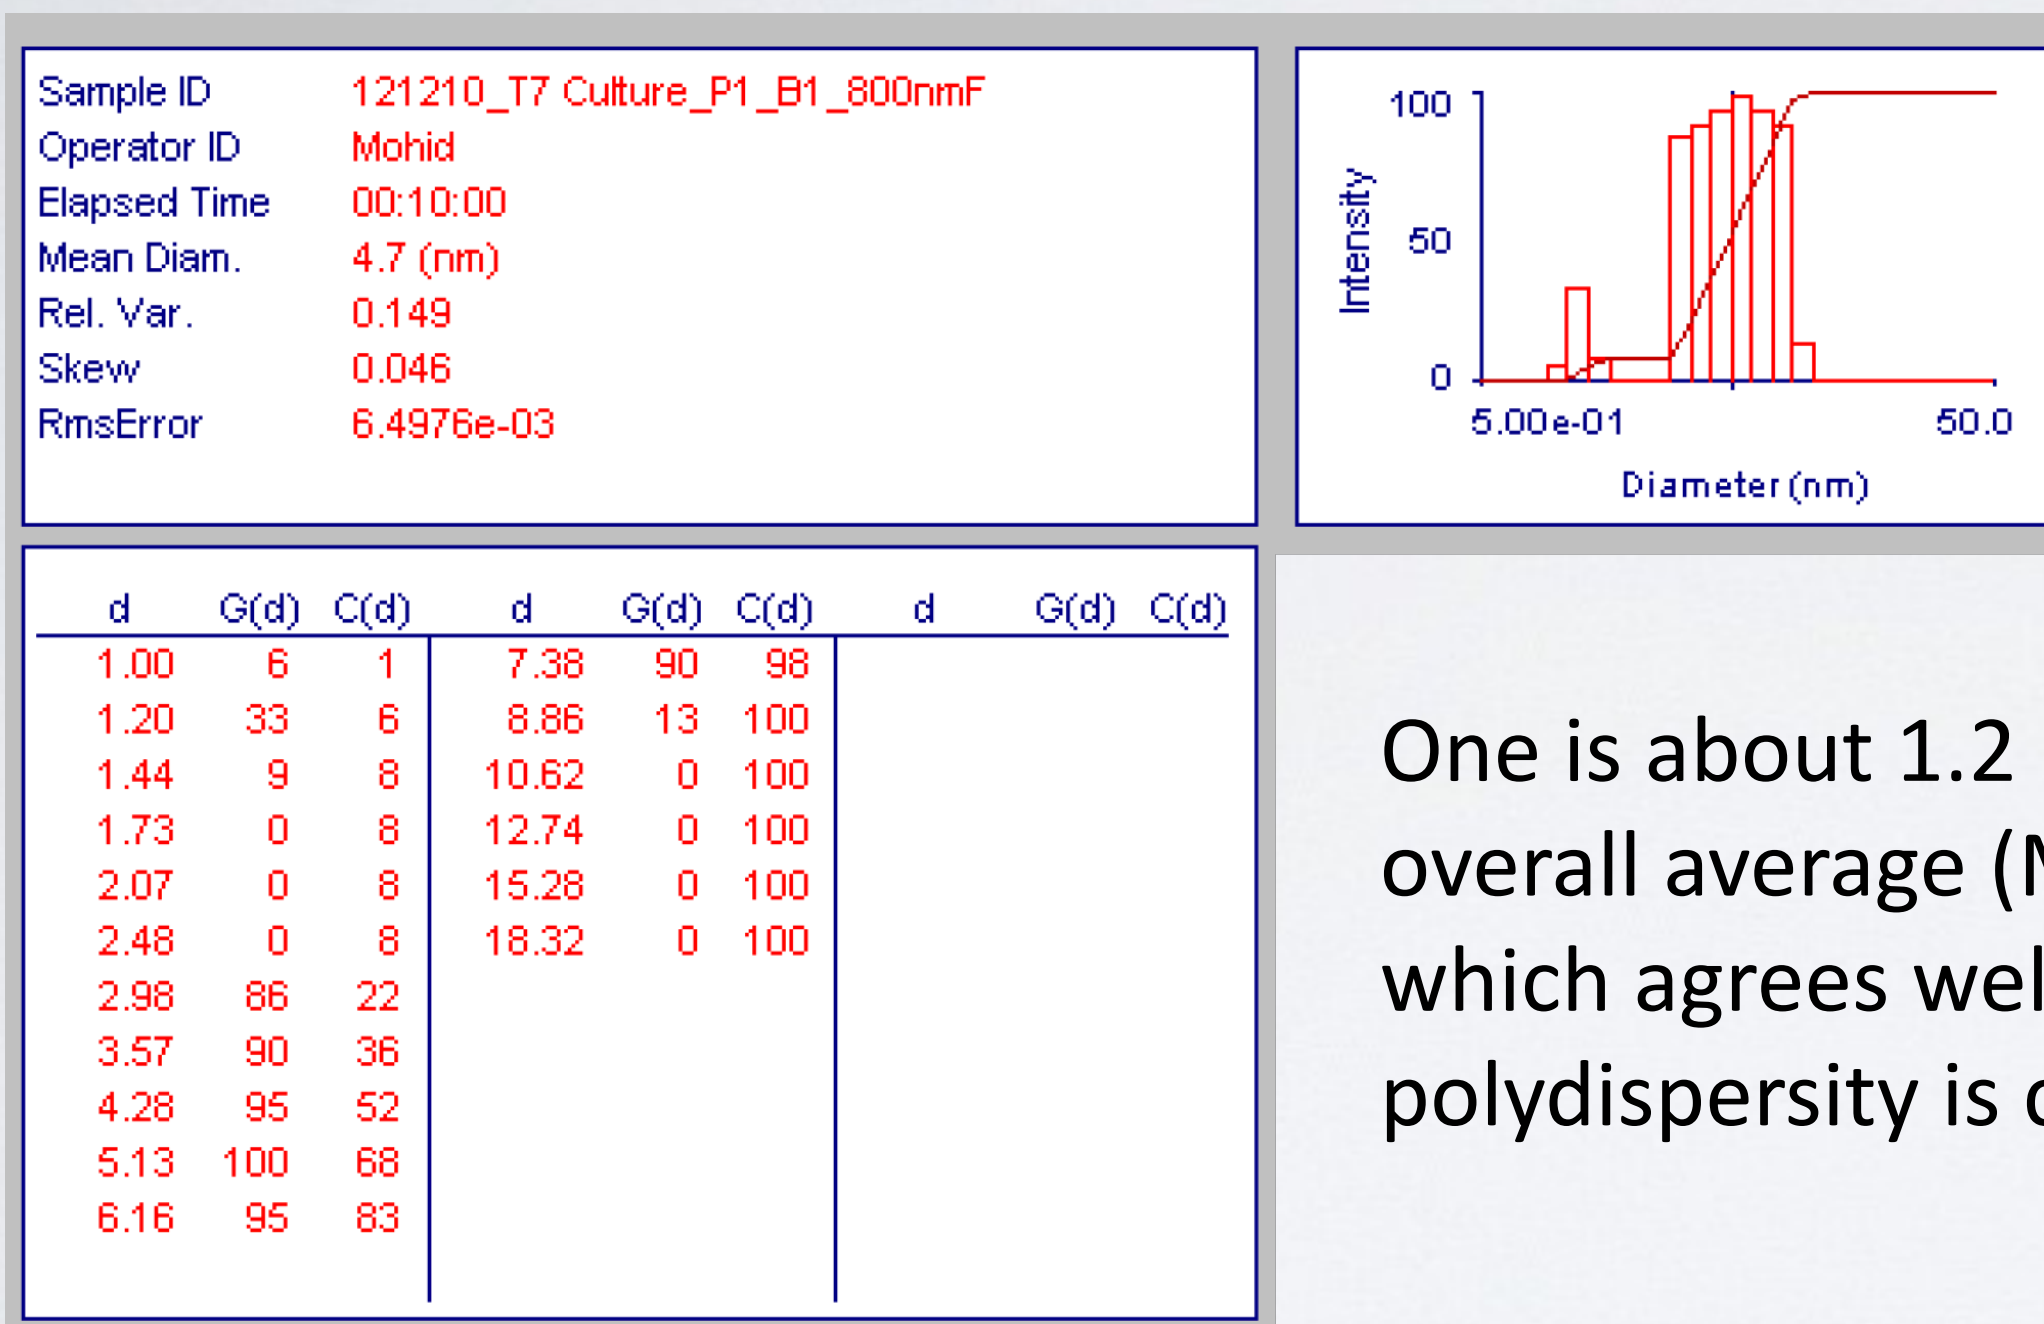 Sample ID 121210_T7 Culture_P1_B1_800nmF
Operator ID Mohid
Elapsed Time 00:10:00
Mean Diam. 4.7 (nm)
Rel. Var. 0.149
Skew 0.046
RmsError 6.4976e-03
100
50
0
Intensity
5.00e-01 50.0
Diameter (nm)
d G(d) C(d) d G(d) C(d) d G(d) C(d)
1.00 6 1 7.38 90 98
1.20 33 6 8.86 13 100
1.44 9 8 10.62 0 100
1.73 0 8 12.74 0 100
2.07 0 8 15.28 0 100
2.48 0 8 18.32 0 100
2.98 86 22
3.57 90 36
4.28 95 52
5.13 100 68
6.16 95 83
One is about 1.2
overall average (
which agrees wel
polydispersity is